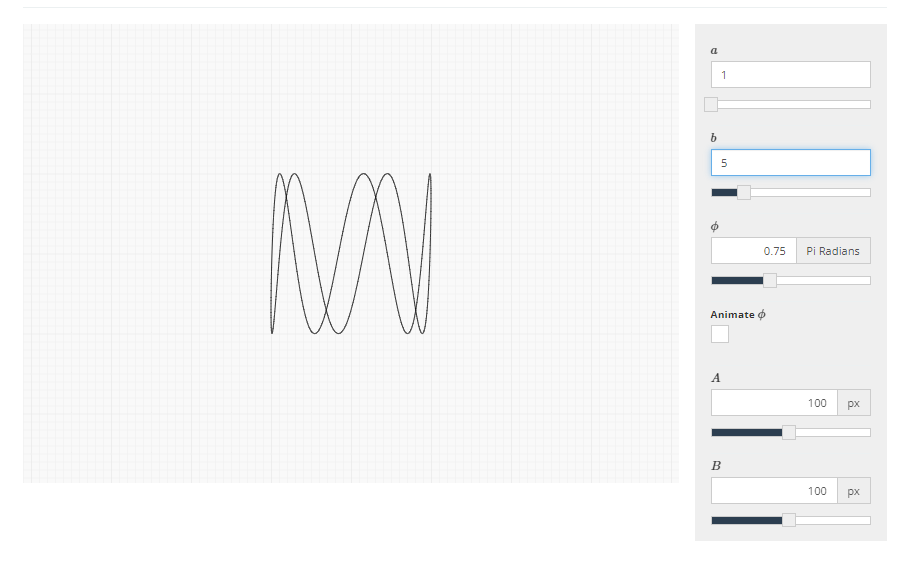 a
1
b
5
ϕ
0.75 Pi Radians
Animate ϕ
A
100 px
B
100 px